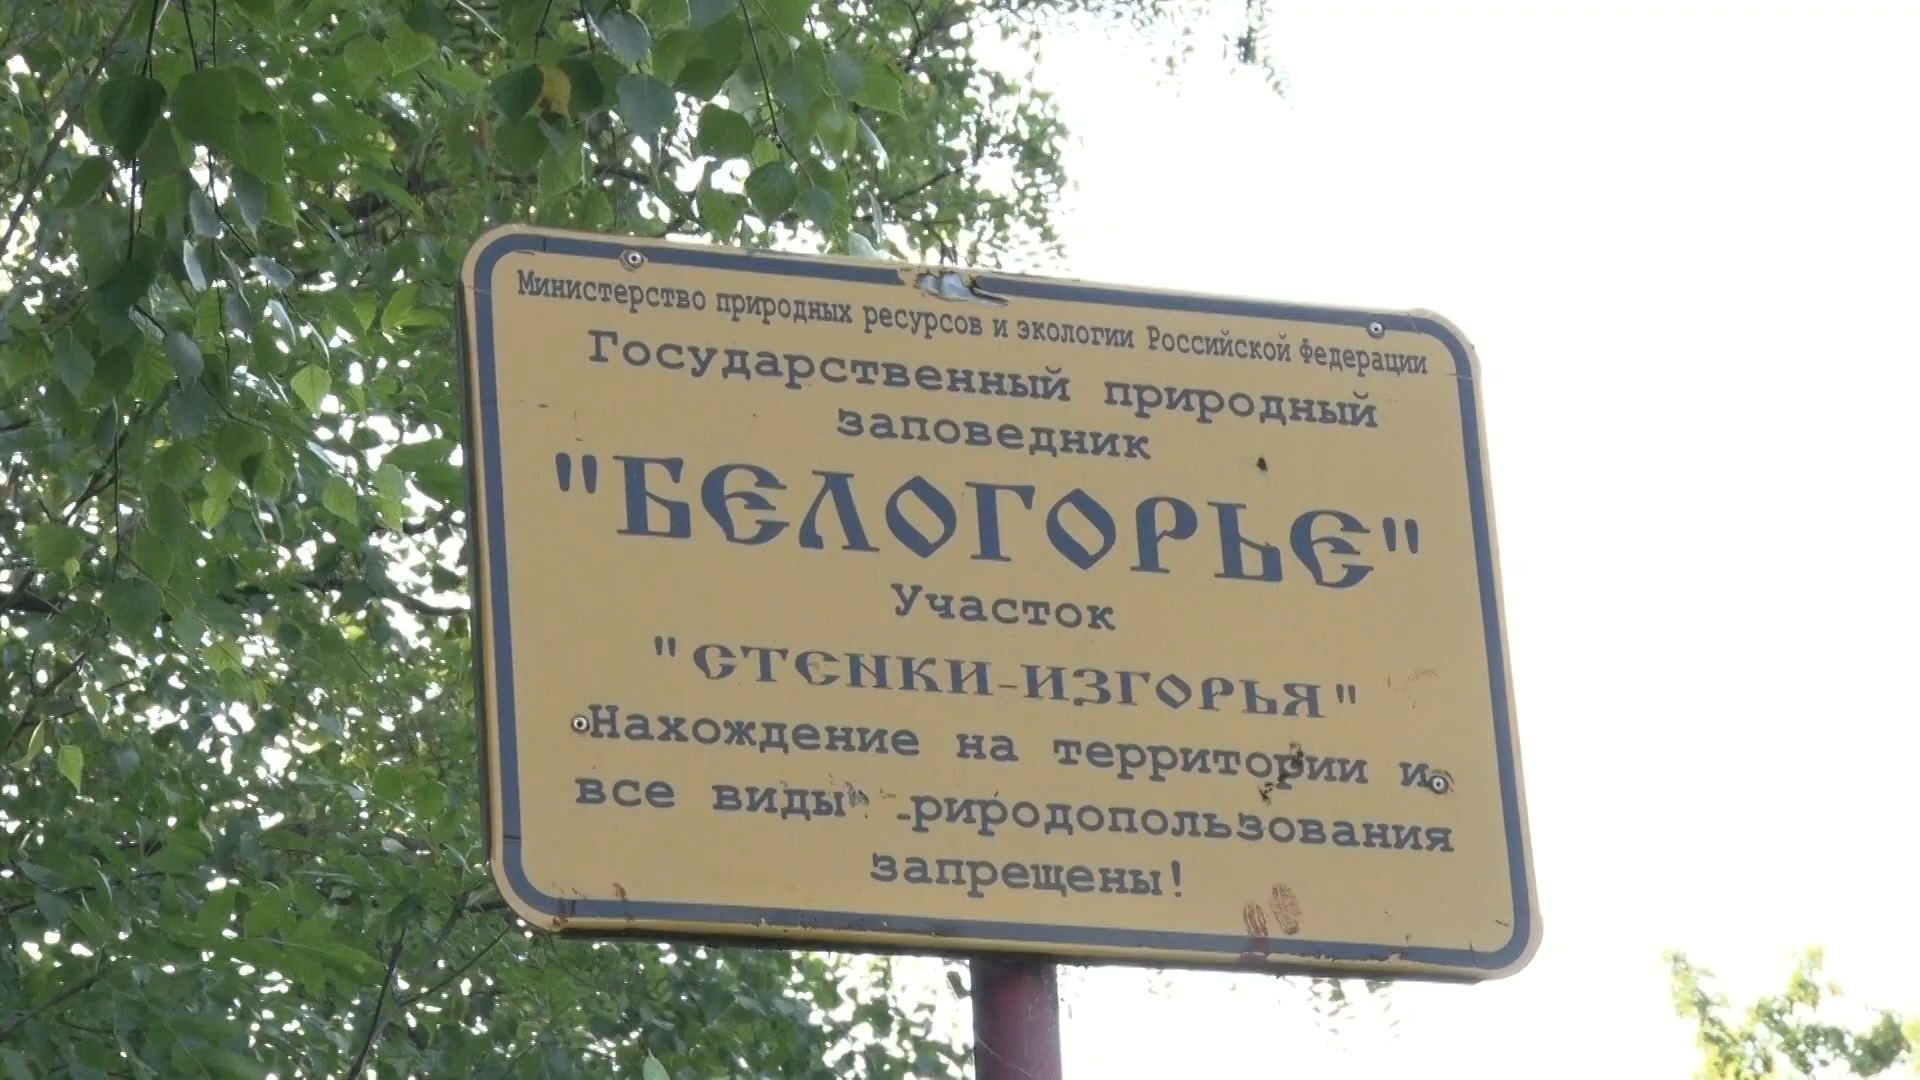 Министерство природных ресурсов и экологии Российской Федерации
Государственный природный
заповедник
"БЕЛОГОРЬЕ"
Участок
"СТЕНКИ-ИЗГОРЬЯ"
Нахождение на территории и
все виды природопользования
запрещены!